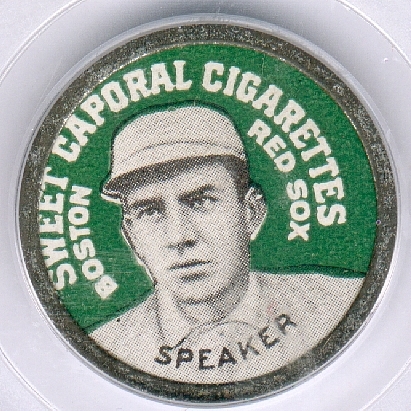 SWEET CAPORAL CIGARETTES
BOSTON
RED SOX
SPEAKER